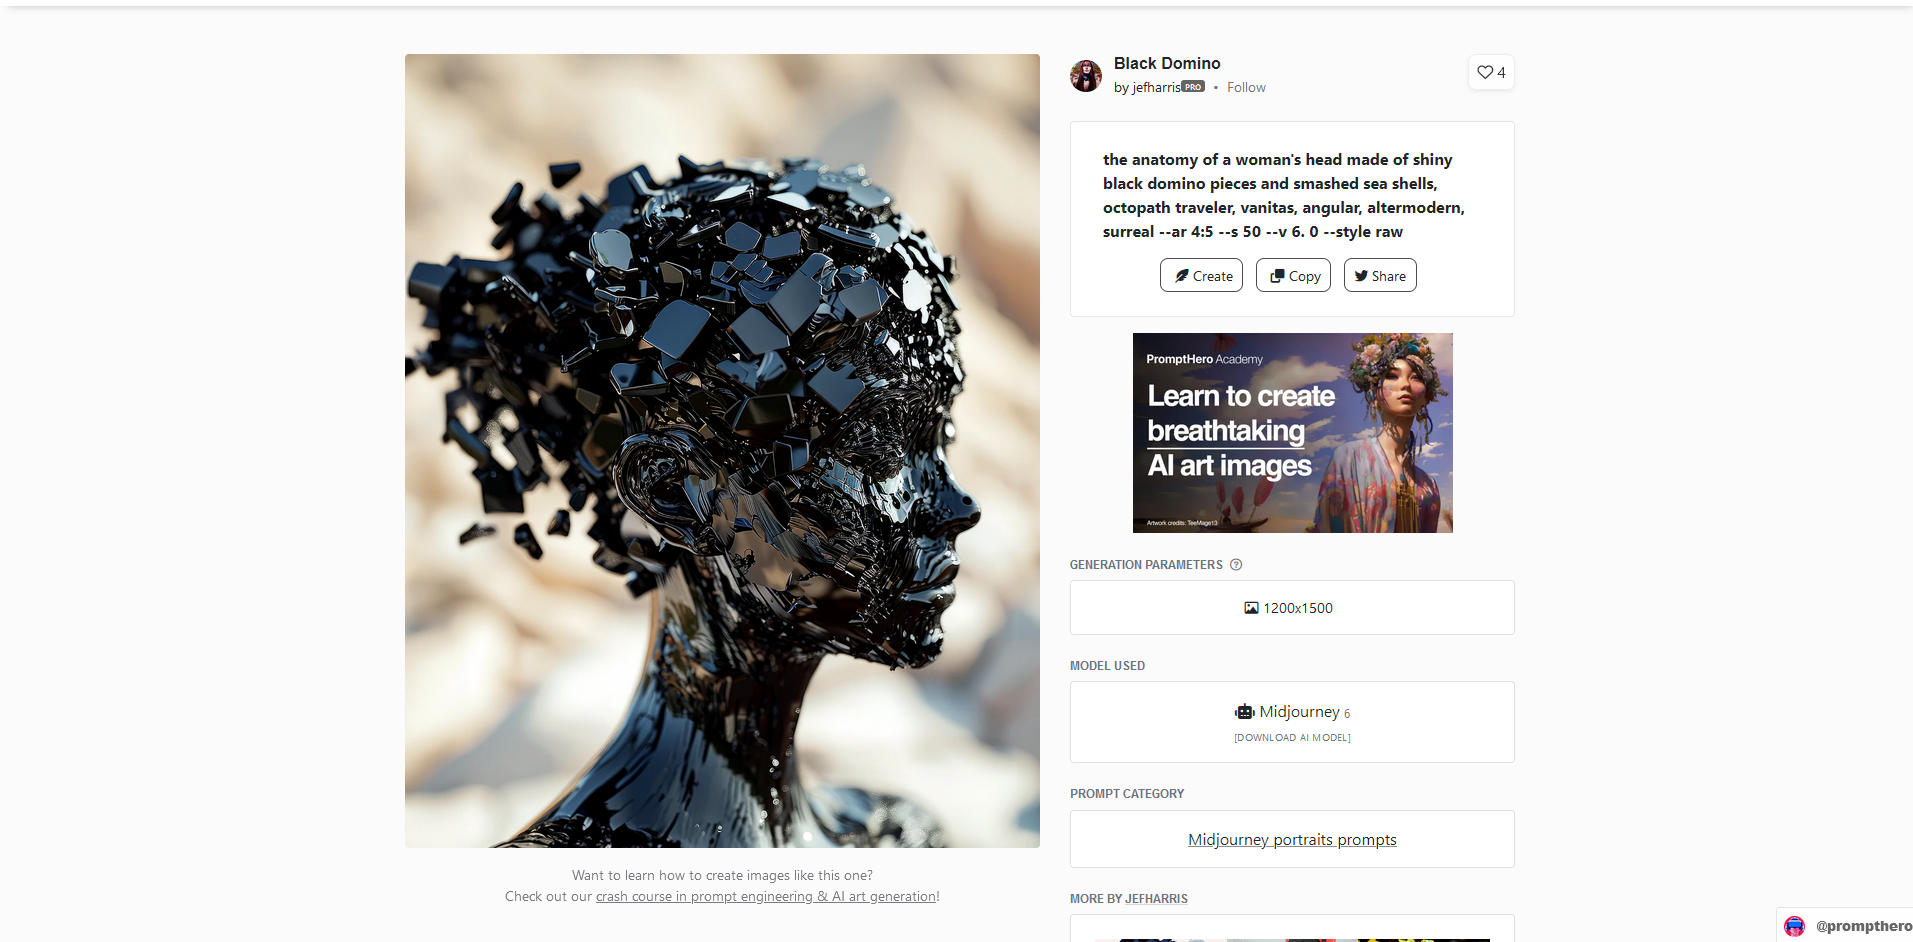 Black Domino
by jefharris PRO • Follow
4
the anatomy of a woman's head made of shiny
black domino pieces and smashed sea shells,
octopath traveler, vanitas, angular, altermodern,
surreal --ar 4:5 --s 50 --v 6. 0 --style raw
Create
Copy
Share
PromptHero Academy
Learn to create
breathtaking
AI art images
Artwork credits: TeeMage13
GENERATION PARAMETERS
1200x1500
MODEL USED
Midjourney 6
[DOWNLOAD AI MODEL]
PROMPT CATEGORY
Midjourney portraits prompts
MORE BY JEFHARRIS
Want to learn how to create images like this one?
Check out our crash course in prompt engineering & AI art generation!
@prompthero